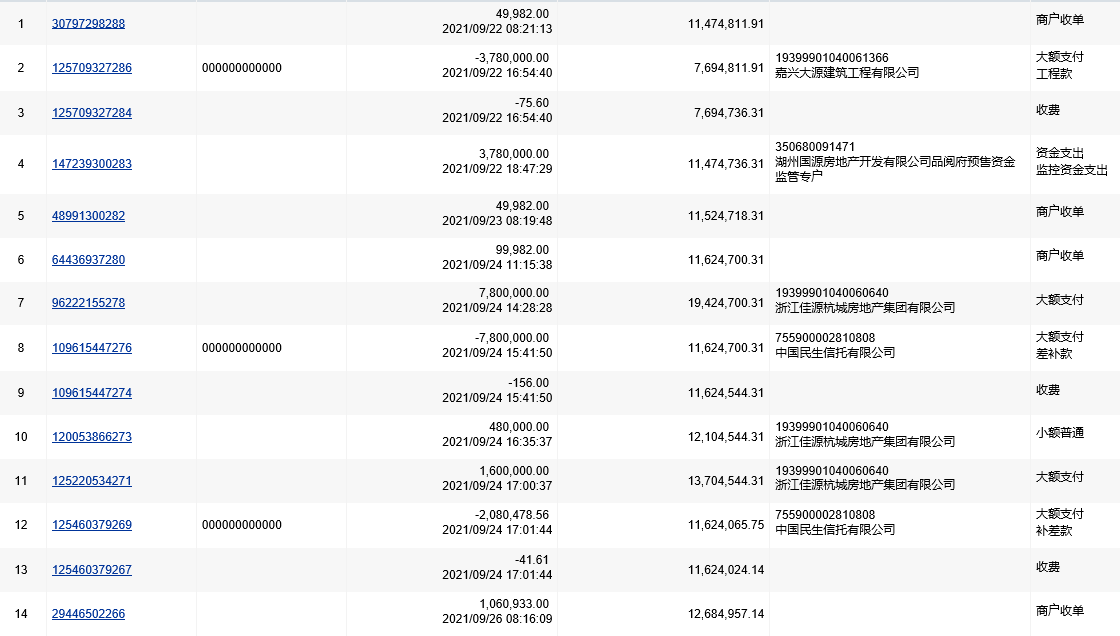 1 30797298288 49,982.00 11,474,811.91 商户收单
2021/09/22 08:21:13
2 125709327286 000000000000 -3,780,000.00 7,694,811.91 19399901040061366 大额支付
2021/09/22 16:54:40 嘉兴大源建筑工程有限公司 工程款
3 125709327284 -75.60 7,694,736.31 收费
2021/09/22 16:54:40
4 147239300283 3,780,000.00 11,474,736.31 350680091471 资金支出
2021/09/22 18:47:29 湖州国源房地产开发有限公司品阅府预售资金 监控资金支出
监管专户
5 48991300282 49,982.00 11,524,718.31 商户收单
2021/09/23 08:19:48
6 64436937280 99,982.00 11,624,700.31 商户收单
2021/09/24 11:15:38
7 96222155278 7,800,000.00 19,424,700.31 19399901040060640 大额支付
2021/09/24 14:28:28 浙江佳源杭城房地产集团有限公司
8 109615447276 000000000000 -7,800,000.00 11,624,700.31 755900002810808 大额支付
2021/09/24 15:41:50 中国民生信托有限公司 差补款
9 109615447274 -156.00 11,624,544.31 收费
2021/09/24 15:41:50
10 120053866273 480,000.00 12,104,544.31 19399901040060640 小额普通
2021/09/24 16:35:37 浙江佳源杭城房地产集团有限公司
11 125220534271 1,600,000.00 13,704,544.31 19399901040060640 大额支付
2021/09/24 17:00:37 浙江佳源杭城房地产集团有限公司
12 125460379269 000000000000 -2,080,478.56 11,624,065.75 755900002810808 大额支付
2021/09/24 17:01:44 中国民生信托有限公司 补差款
13 125460379267 -41.61 11,624,024.14 收费
2021/09/24 17:01:44
14 29446502266 1,060,933.00 12,684,957.14 商户收单
2021/09/26 08:16:09